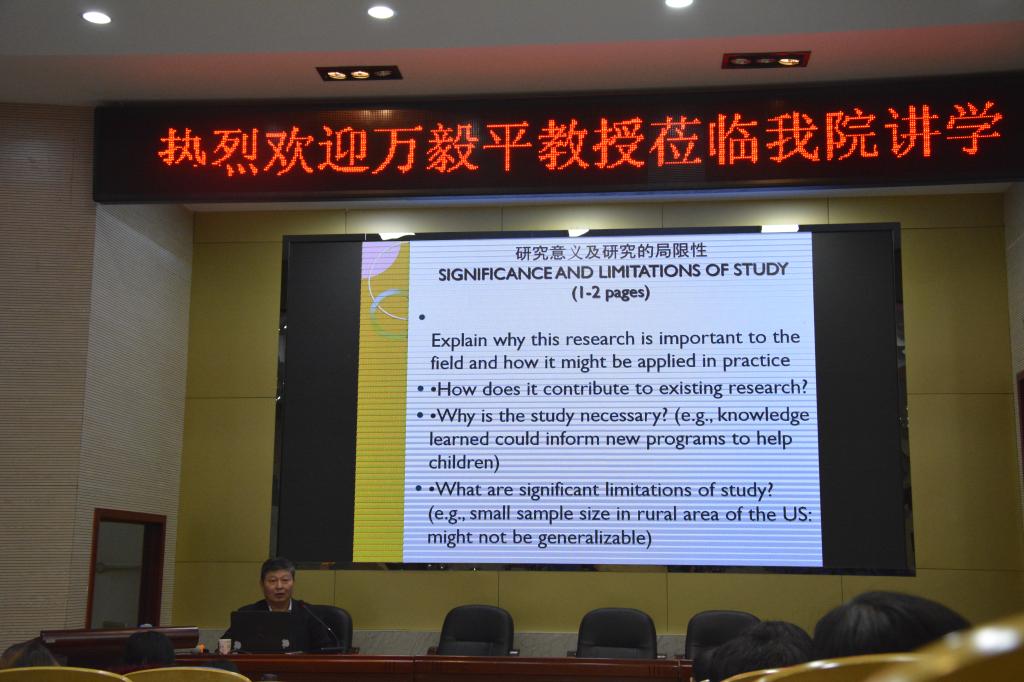 热烈欢迎万毅平教授莅临我院讲学
研究意义及研究的局限性
SIGNIFICANCE AND LIMITATIONS OF STUDY
(1-2 pages)
•
Explain why this research is important to the
field and how it might be applied in practice
• •How does it contribute to existing research?
• •Why is the study necessary? (e.g., knowledge
learned could inform new programs to help
children)
• •What are significant limitations of study?
(e.g., small sample size in rural area of the US:
might not be generalizable)